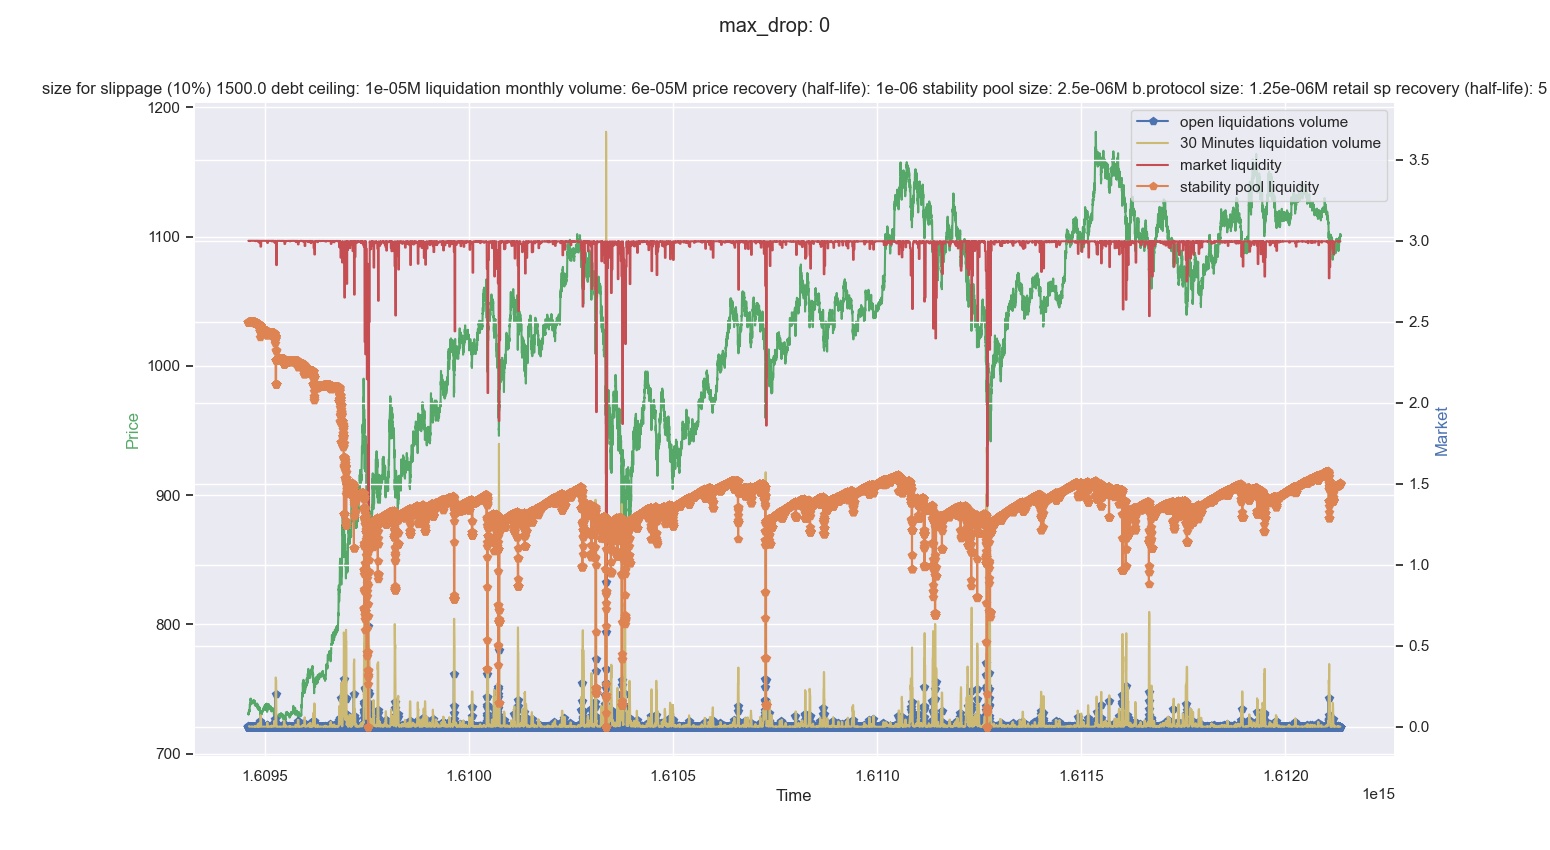 max_drop: 0
size for slippage (10%) 1500.0 debt ceiling: 1e-05M liquidation monthly volume: 6e-05M price recovery (half-life): 1e-06 stability pool size: 2.5e-06M b.protocol size: 1.25e-06M retail sp recovery (half-life): 5
1200
1100
1000
900
800
700
Price
open liquidations volume
30 Minutes liquidation volume
market liquidity
stability pool liquidity
3.5
3.0
2.5
2.0
1.5
1.0
0.5
0.0
Market
1.6095 1.6100 1.6105 1.6110 1.6115 1.6120
Time
1e15